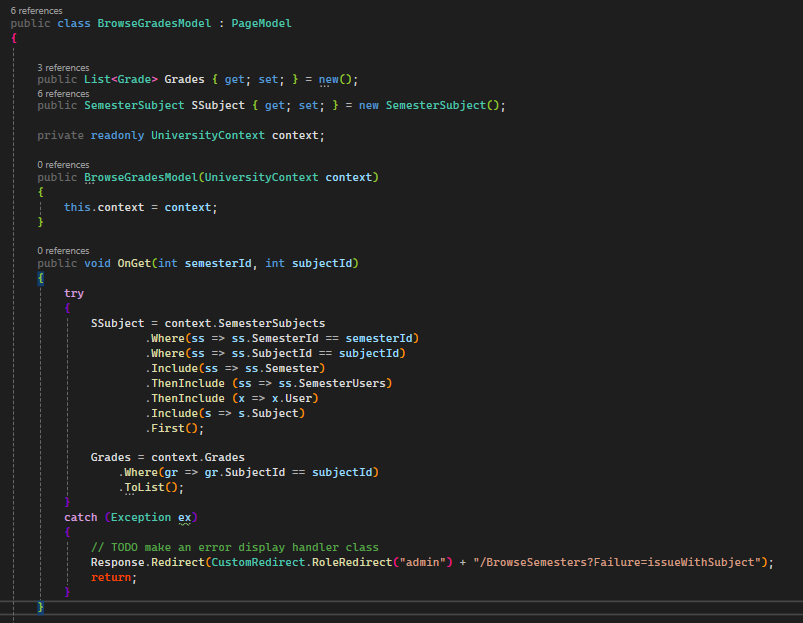 6 references
public class BrowseGradesModel : PageModel
{
3 references
public List<Grade> Grades { get; set; } = new();
6 references
public SemesterSubject SSubject { get; set; } = new SemesterSubject();
private readonly UniversityContext context;
0 references
public BrowseGradesModel(UniversityContext context)
{
this.context = context;
}
0 references
public void OnGet(int semesterId, int subjectId)
{
try
{
SSubject = context.SemesterSubjects
.Where(ss => ss.SemesterId == semesterId)
.Where(ss => ss.SubjectId == subjectId)
.Include(ss => ss.Semester)
.ThenInclude (ss => ss.SemesterUsers)
.ThenInclude (x => x.User)
.Include(s => s.Subject)
.First();
Grades = context.Grades
.Where(gr => gr.SubjectId == subjectId)
.ToList();
}
catch (Exception ex)
{
// TODO make an error display handler class
Response.Redirect(CustomRedirect.RoleRedirect("admin") + "/BrowseSemesters?Failure=issueWithSubject");
return;
}
}